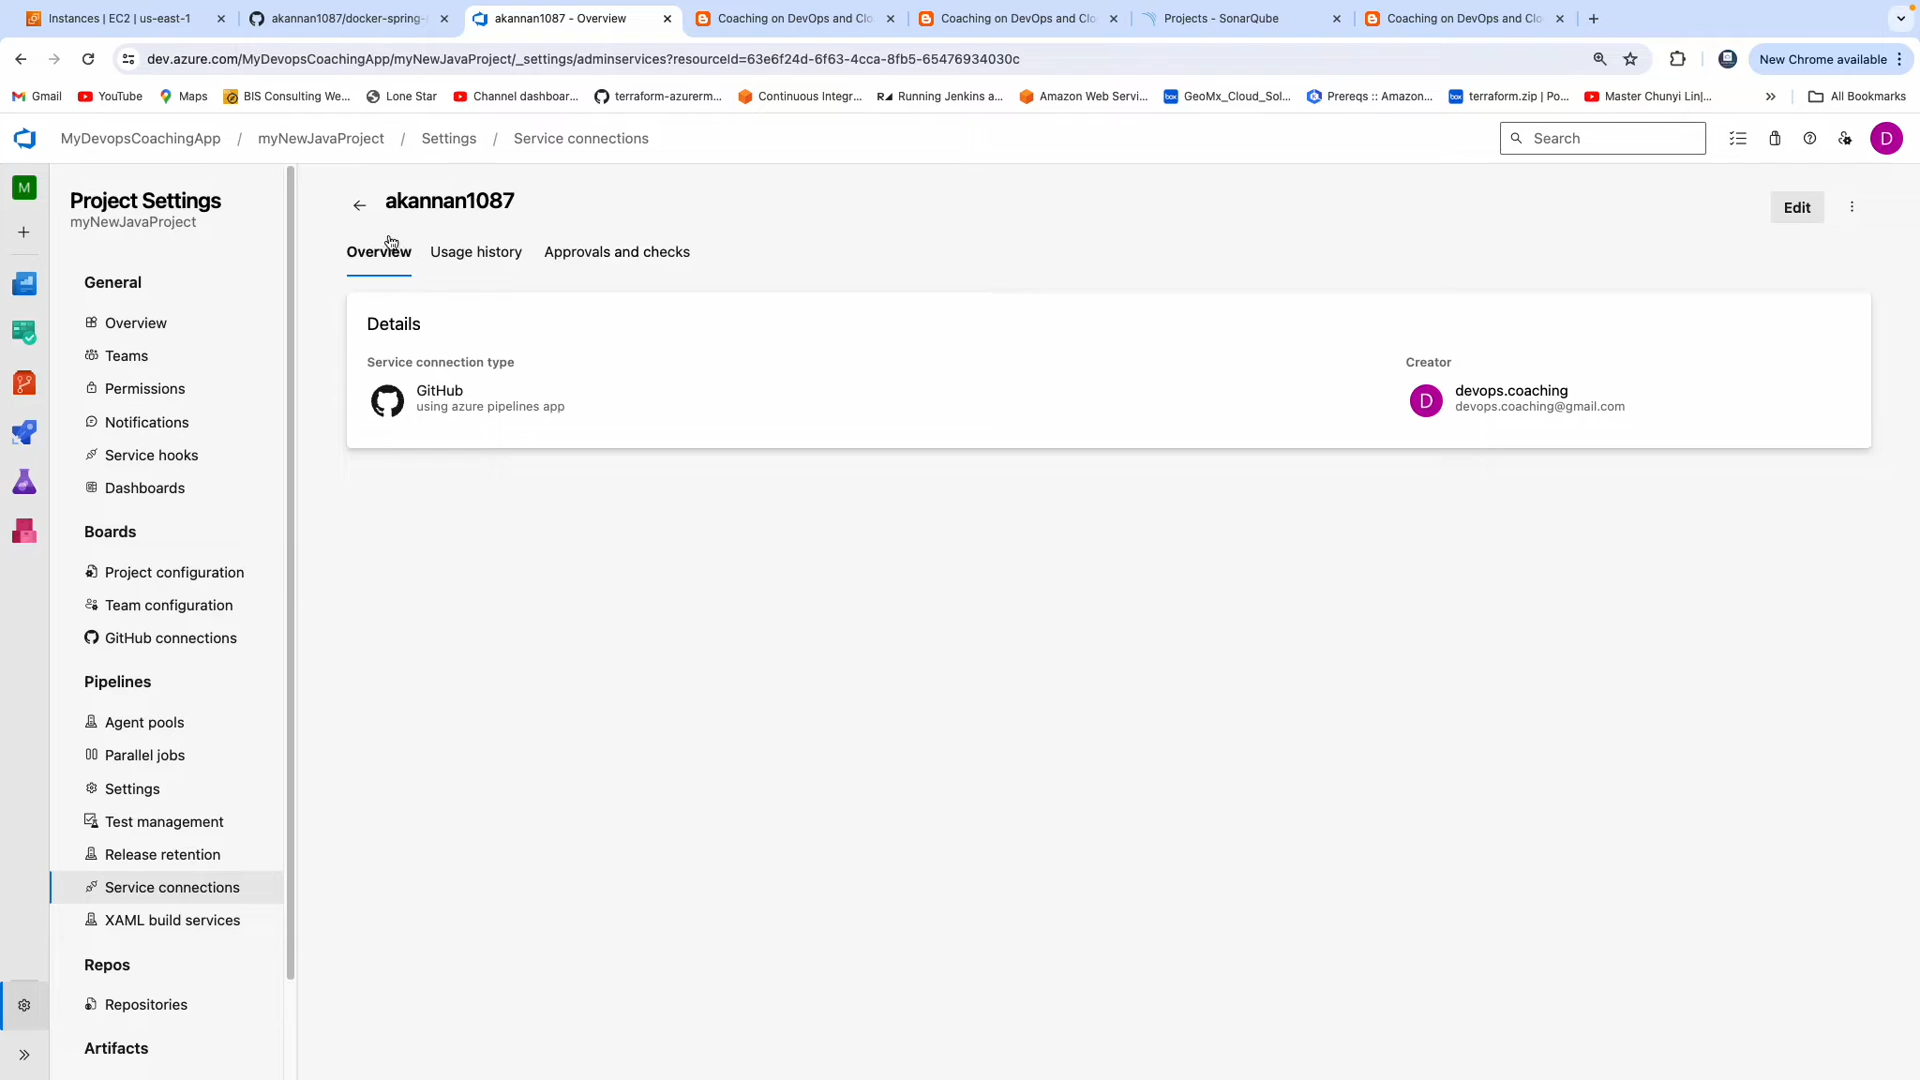 Instances | EC2 | us-east-1
akannan1087/docker-spring-
akannan1087 - Overview
Coaching on DevOps and Clo
Coaching on DevOps and Clo
Projects - SonarQube
Coaching on DevOps and Clo
dev.azure.com/MyDevopsCoachingApp/myNewJavaProject/_settings/adminservices?resourceId=63e6f24d-6f63-4cca-8fb5-65476934030c
New Chrome available
Gmail
YouTube
Maps
BIS Consulting We...
Lone Star
Channel dashboar...
terraform-azurerm...
Continuous Integr...
Running Jenkins a...
Amazon Web Servi...
GeoMx_Cloud_Sol...
Prereqs :: Amazon...
terraform.zip | Po...
Master Chunyi Lin|...
All Bookmarks
MyDevopsCoachingApp / myNewJavaProject / Settings / Service connections
Search
D
M
Project Settings
myNewJavaProject
General
Overview
Teams
Permissions
Notifications
Service hooks
Dashboards
Boards
Project configuration
Team configuration
GitHub connections
Pipelines
Agent pools
Parallel jobs
Settings
Test management
Release retention
Service connections
XAML build services
Repos
Repositories
Artifacts
akannan1087
Edit
Overview
Usage history
Approvals and checks
Details
Service connection type
GitHub
using azure pipelines app
Creator
D
devops.coaching
devops.coaching@gmail.com